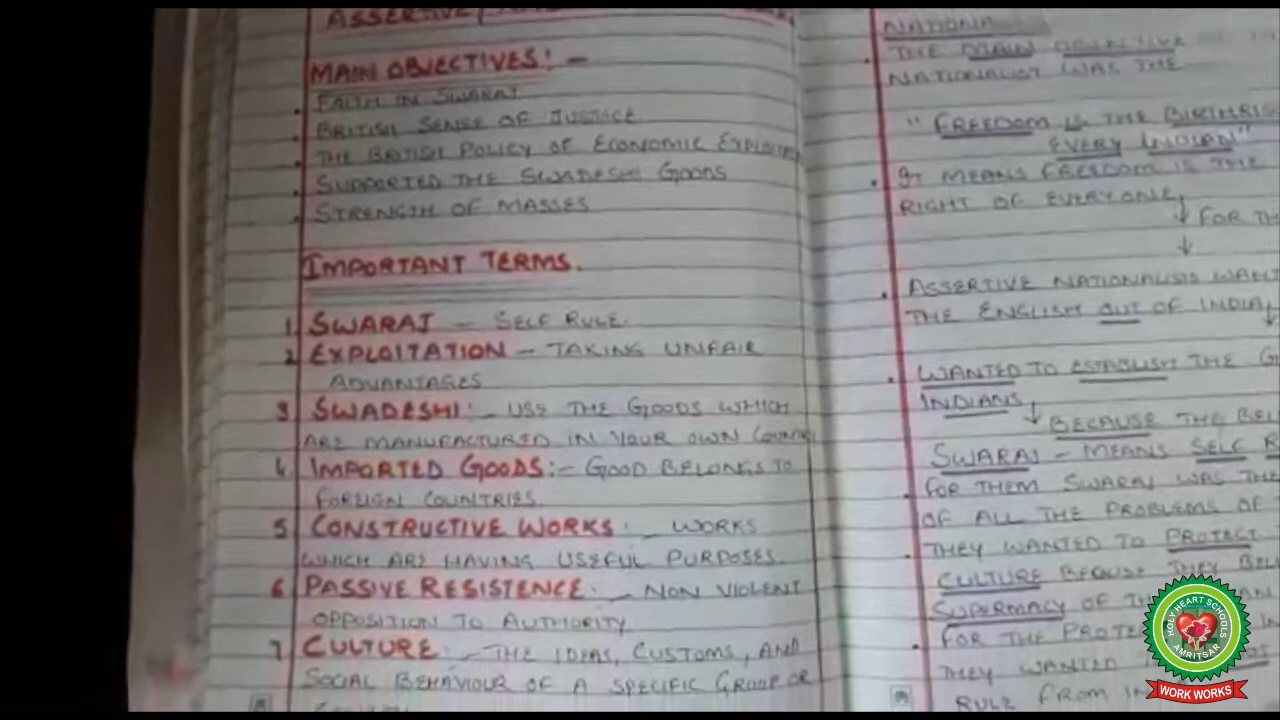 MAIN OBJECTIVES:-
. FAITH IN SWARAJ
. BRITISH SENSE OF JUSTICE
. THE BRITISH POLICY OF ECONOMIC
. SUPPORTED THE SWADESHI GOODS
. STRENGTH OF MASSES
IMPORTANT TERMS.
1 SWARAJ - SELF RULE.
2 EXPLOITATION - TAKING UNFAIR
ADVANTAGES
3 SWADESHI:- USE THE GOODS WHICH
ARE MANUFACTURED IN YOUR OWN
4 IMPORTED GOODS:- GOOD BELONGS TO
FOREIGN COUNTRIES.
5 CONSTRUCTIVE WORKS:- WORKS
WHICH ARE HAVING USEFUL PURPOSES.
6 PASSIVE RESISTENCE:- NON VIOLENT
OPPOSITION TO AUTHORITY
7 CULTURE:- THE IDEAS, CUSTOMS, AND
SOCIAL BEHAVIOUR OF A SPECIFIC GROUP OR
. THE MAIN OBJECTIVE
NATIONALIST WAS THE
" FREEDOM IS THE
EVERY INDIAN"
. IT MEANS FREEDOM IS THE
RIGHT OF EVERYONE,
↓ FOR
↓
. ASSERTIVE NATIONALISTS WANT
THE ENGLISH OUT OF INDIA
. WANTED TO ESTABLISH THE
INDIANS,
↓ BECAUSE THE
SWARAJ - MEANS SELF
. FOR THEM SWARAJ WAS THE
OF ALL THE PROBLEMS OF
. THEY WANTED TO PROTECT
CULTURE BECAUSE THEY
SUPERMACY OF
. FOR THE
THEY WANTED
RULE FROM
HOLY HEART SCHOOLS
AMRITSAR
WORK WORKS